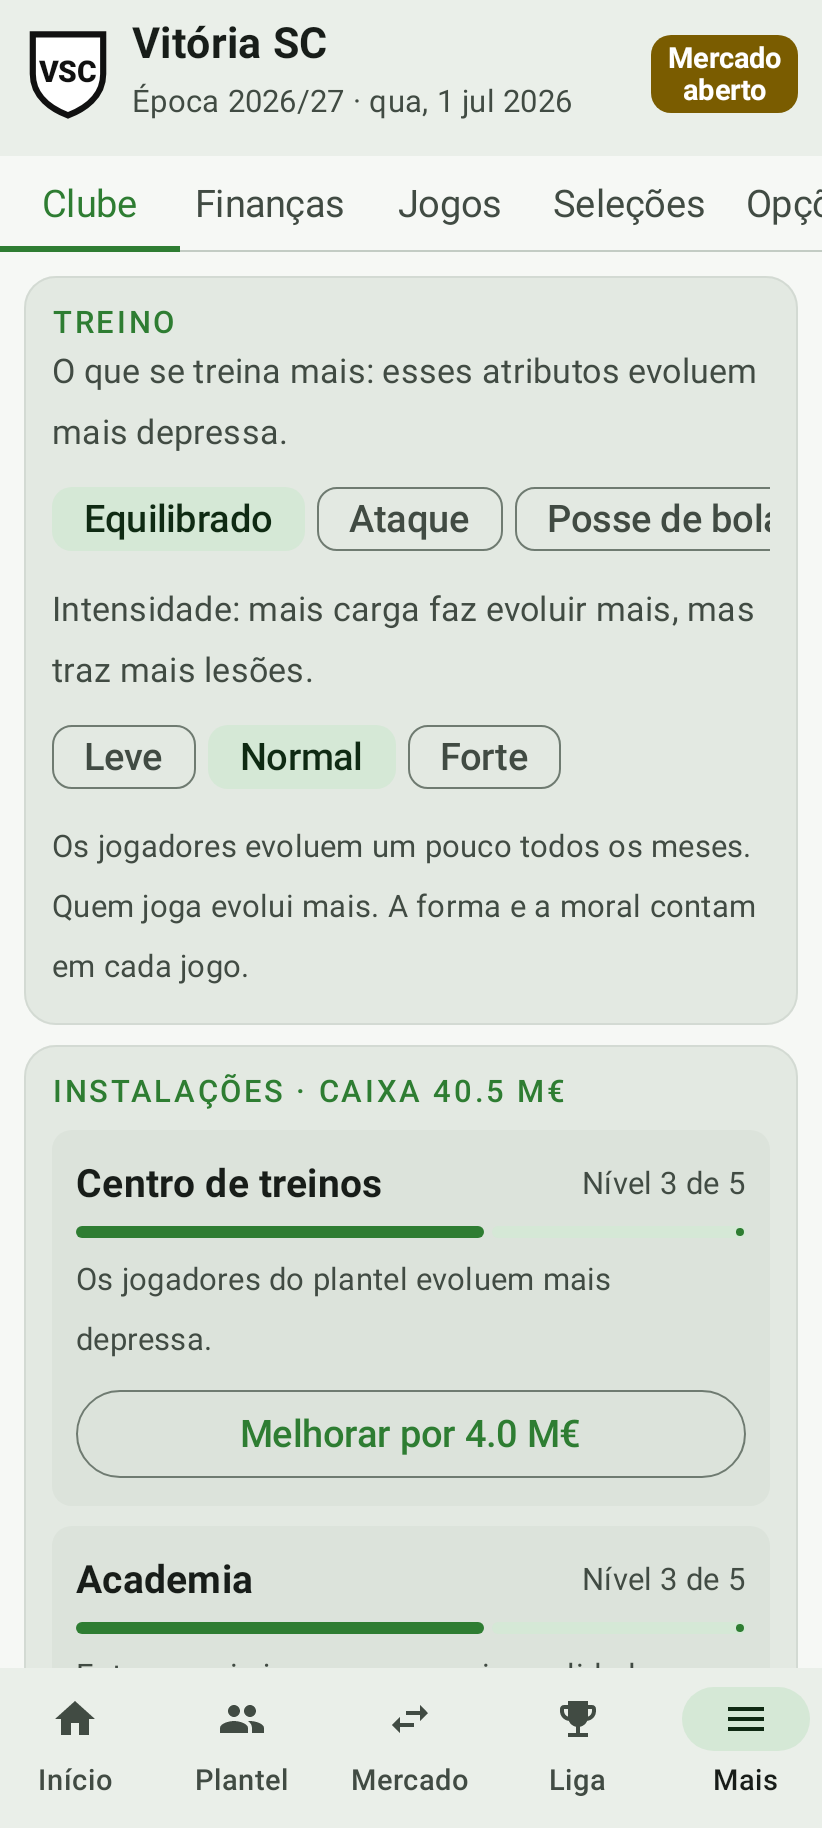 VSC
Vitória SC
Época 2026/27 · qua, 1 jul 2026
Mercado
aberto
Clube Finanças Jogos Seleções
TREINO
O que se treina mais: esses atributos evoluem
mais depressa.
Equilibrado Ataque Posse de bola
Intensidade: mais carga faz evoluir mais, mas
traz mais lesões.
Leve Normal Forte
Os jogadores evoluem um pouco todos os meses.
Quem joga evolui mais. A forma e a moral contam
em cada jogo.
INSTALAÇÕES · CAIXA 40.5 M€
Centro de treinos Nível 3 de 5
Os jogadores do plantel evoluem mais
depressa.
Melhorar por 4.0 M€
Academia Nível 3 de 5
Início Plantel Mercado Liga Mais